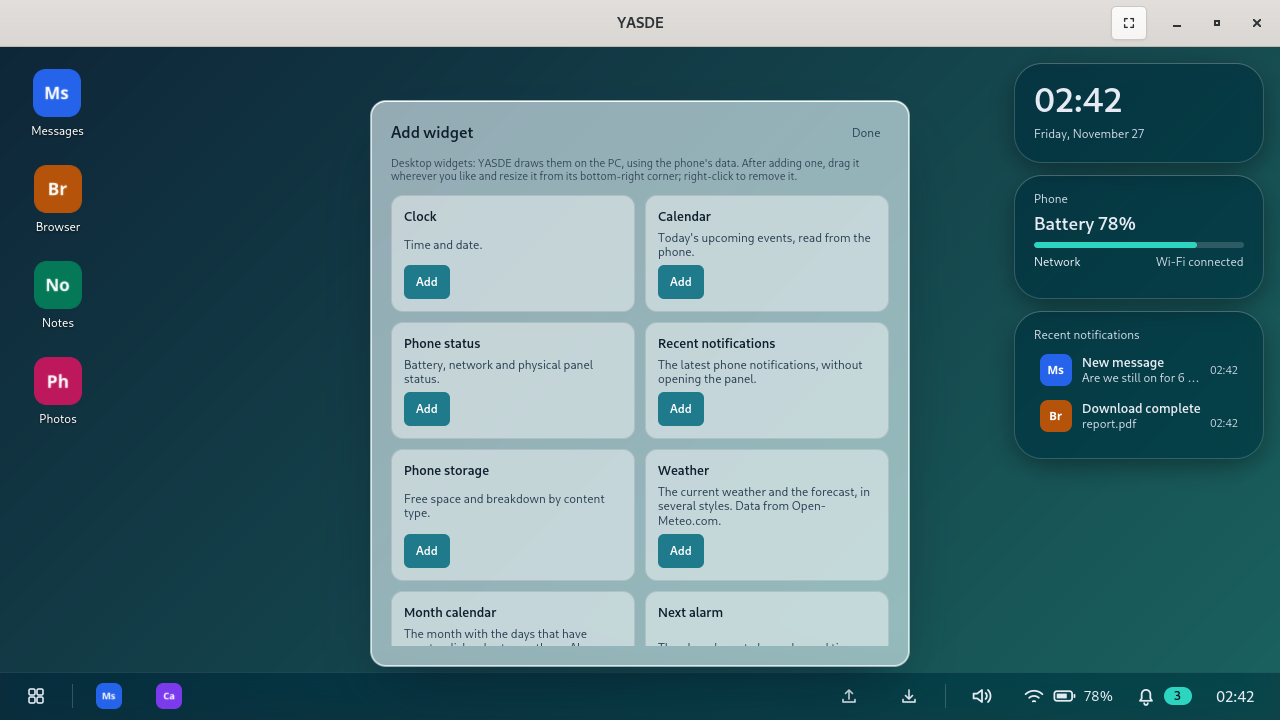 YASDE
Ms
Messages
Br
Browser
No
Notes
Ph
Photos
Add widget
Done
Desktop widgets: YASDE draws them on the PC, using the phone's data. After adding one, drag it
wherever you like and resize it from its bottom-right corner; right-click to remove it.
Clock
Time and date.
Add
Calendar
Today's upcoming events, read from the
phone.
Add
Phone status
Battery, network and physical panel
status.
Add
Recent notifications
The latest phone notifications, without
opening the panel.
Add
Phone storage
Free space and breakdown by content
type.
Add
Weather
The current weather and the forecast, in
several styles. Data from Open-
Meteo.com.
Add
Month calendar
The month with the days that have
Next alarm
02:42
Friday, November 27
Phone
Battery 78%
Network
Wi-Fi connected
Recent notifications
Ms
New message
Are we still on for 6 …
02:42
Br
Download complete
report.pdf
02:42
Ms
Ca
78%
3
02:42